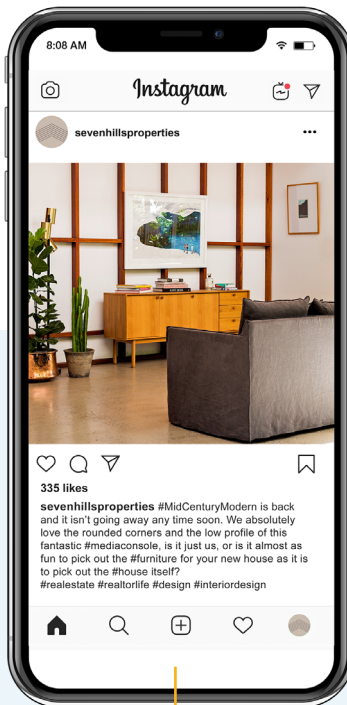 8:08 AM
Instagram
sevenhillsproperties
335 likes
sevenhillsproperties #MidCenturyModern is back
and it isn't going away any time soon. We absolutely
love the rounded corners and the low profile of this
fantastic #mediaconsole, is it just us, or is it almost as
fun to pick out the #furniture for your new house as it is
to pick out the #house itself?
#realestate #realtorlife #design #interiordesign